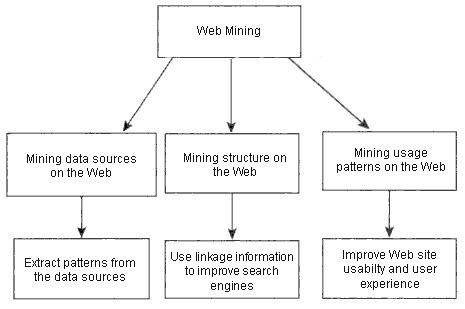 Web Mining
Mining data sources
on the Web
Mining structure on
the Web
Mining usage
patterns on the Web
Extract patterns from
the data sources
Use linkage information
to improve search
engines
Improve Web site
usabilty and user
experience